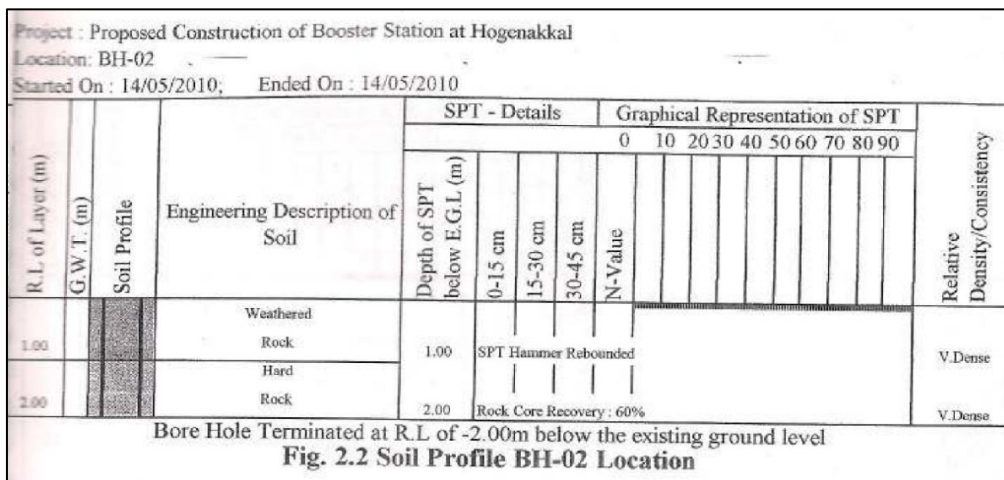 Project : Proposed Construction of Booster Station at Hogenakkal
Location: BH-02
Started On : 14/05/2010; Ended On : 14/05/2010
SPT - Details Graphical Representation of SPT
0 10 20 30 40 50 60 70 80 90
R.L of Layer (m)
G.W.T. (m)
Soil Profile
Engineering Description of
Soil
Depth of SPT
below E.G.L (m)
0-15 cm
15-30 cm
30-45 cm
N-Value
Relative
Density/Consistency
Weathered
1.00 Rock 1.00 SPT Hammer Rebounded V.Dense
Hard
2.00 Rock 2.00 Rock Core Recovery : 60% V.Dense
Bore Hole Terminated at R.L of -2.00m below the existing ground level
Fig. 2.2 Soil Profile BH-02 Location